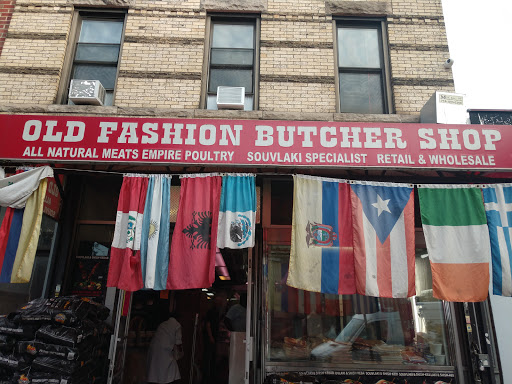 OLD FASHION BUTCHER SHOP
ALL NATURAL MEATS EMPIRE POULTRY SOUVLAKI SPECIALIST RETAIL & WHOLESALE